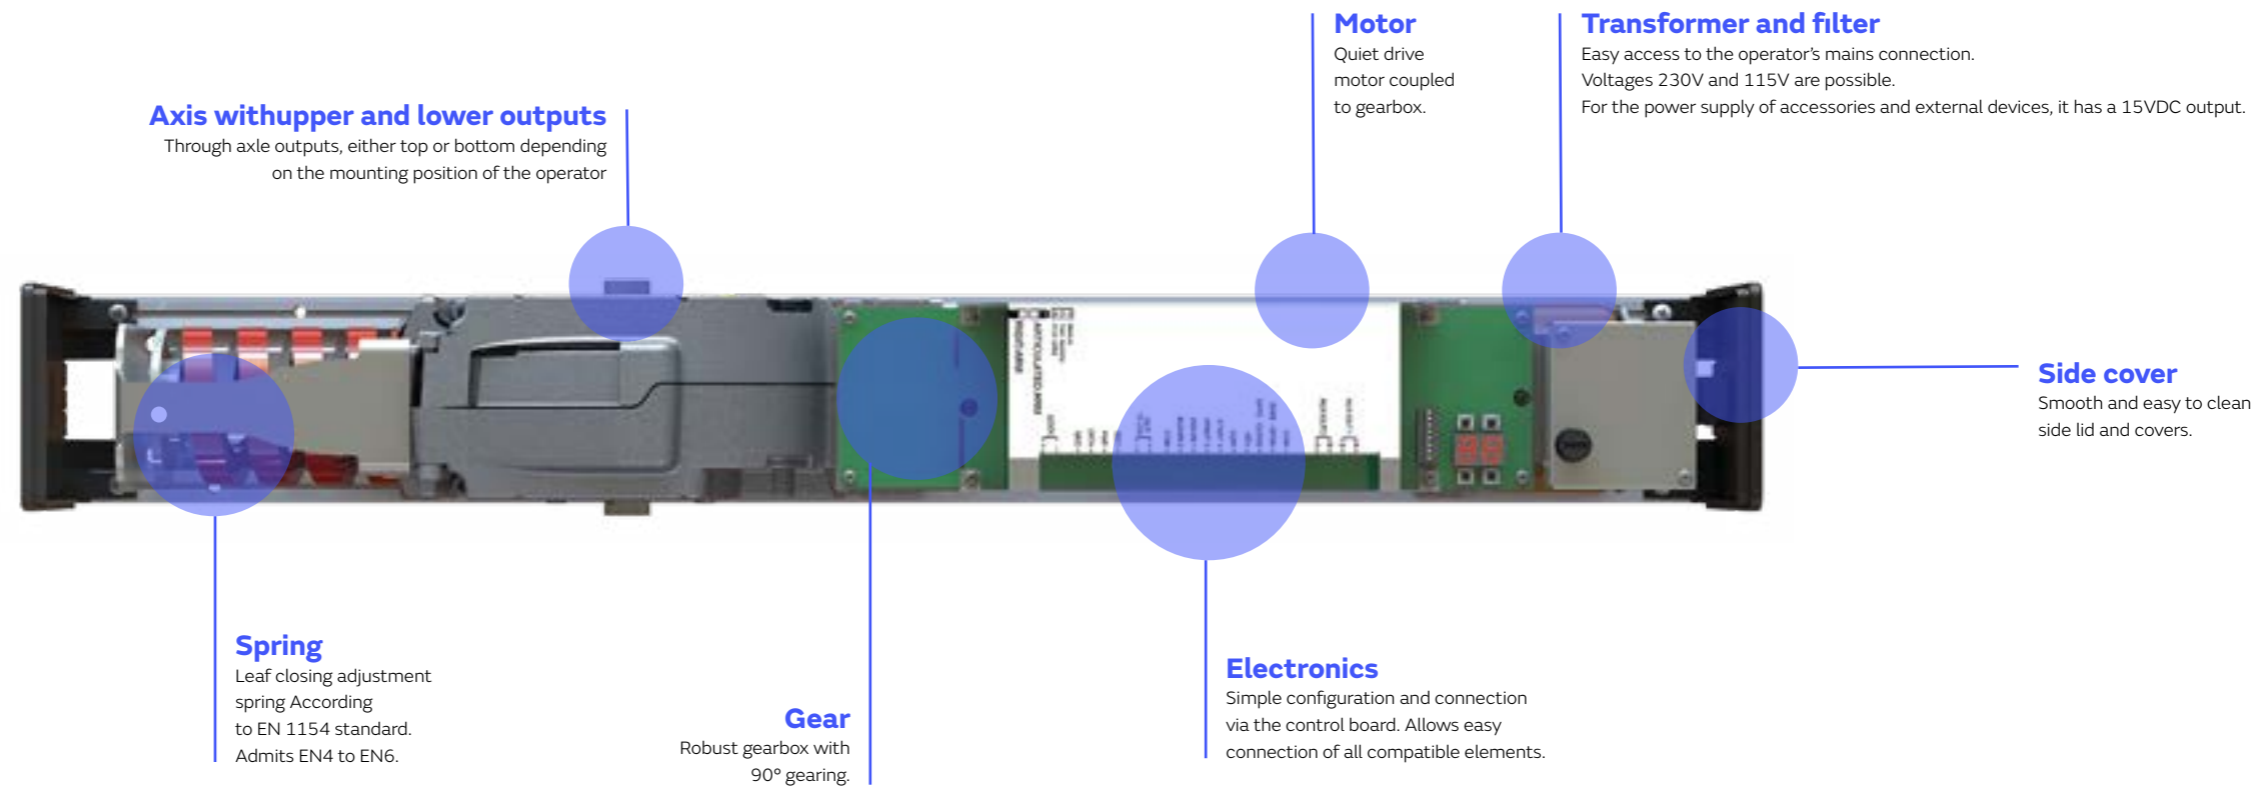 Motor
Quiet drive
motor coupled
to gearbox.
Transformer and filter
Easy access to the operator's mains connection.
Voltages 230V and 115V are possible.
For the power supply of accessories and external devices, it has a 15VDC output.
Axis withupper and lower outputs
Through axle outputs, either top or bottom depending
on the mounting position of the operator
Side cover
Smooth and easy to clean
side lid and covers.
Spring
Leaf closing adjustment
spring According
to EN 1154 standard.
Admits EN4 to EN6.
Gear
Robust gearbox with
90° gearing.
Electronics
Simple configuration and connection
via the control board. Allows easy
connection of all compatible elements.